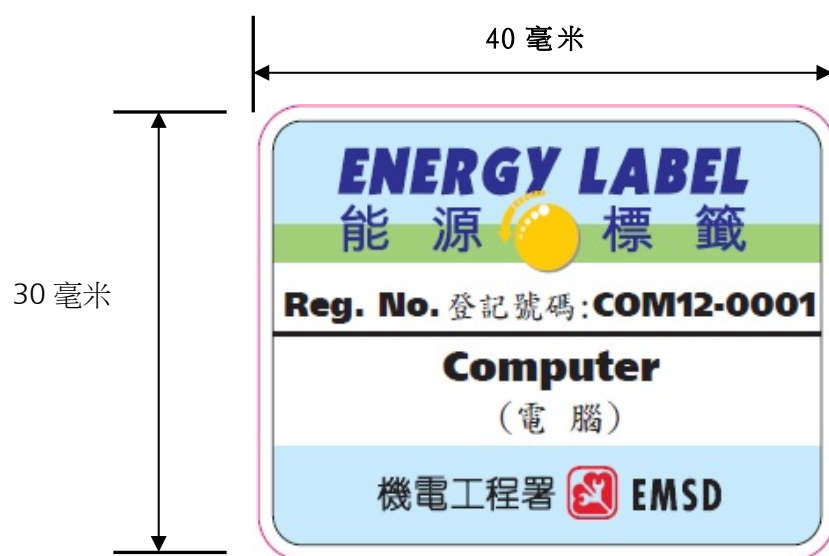 40 毫米
ENERGY LABEL
能源標籤
30 毫米
Reg. No. 登記號碼:COM12-0001
Computer
(電 腦)
機電工程署 EMSD